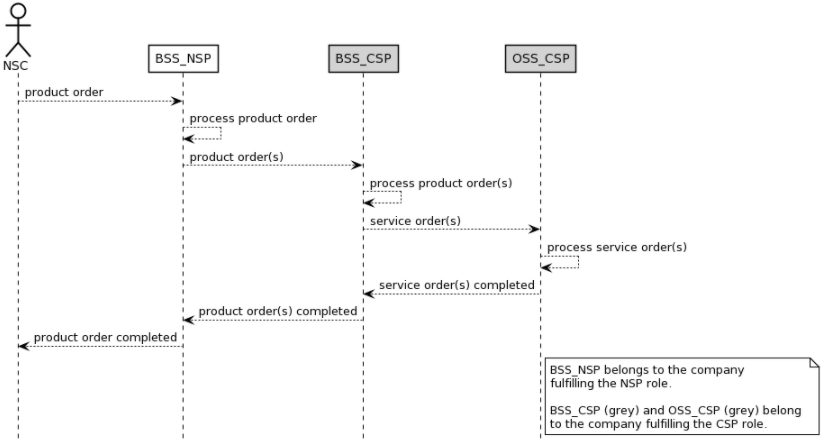 NSC
BSS_NSP
BSS_CSP
OSS_CSP
product order
process product order
product order(s)
process product order(s)
service order(s)
process service order(s)
service order(s) completed
product order(s) completed
product order completed
BSS_NSP belongs to the company
fulfilling the NSP role.
BSS_CSP (grey) and OSS_CSP (grey) belong
to the company fulfilling the CSP role.